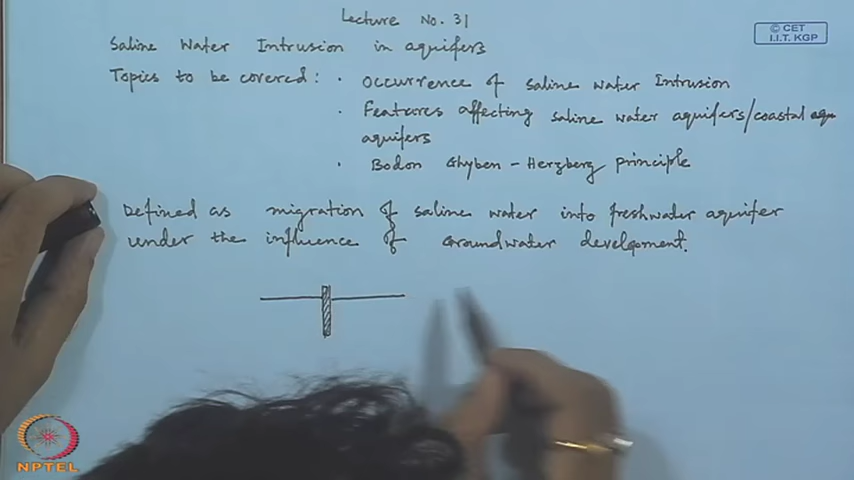 Lecture No. 31
© CET
I.I.T. KGP
Saline Water Intrusion in aquifers
Topics to be covered : · Occurrence of saline water Intrusion
· Features affecting saline water aquifers/coastal aqu
aquifers
· Bodon Ghyben - Herzberg principle
Defined as migration of saline water into freshwater aquifer
under the influence of groundwater development.
NPTEL